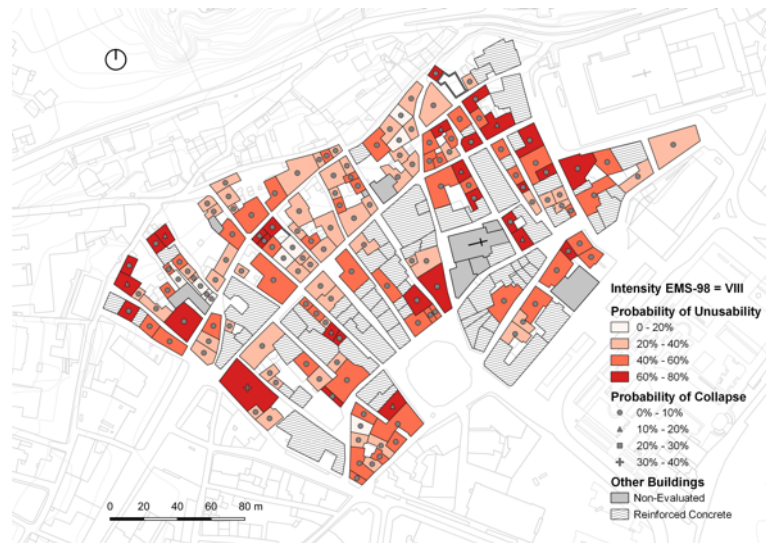 Intensity EMS-98 = VIII
Probability of Unusability
0 - 20%
20% - 40%
40% - 60%
60% - 80%
Probability of Collapse
0% - 10%
10% - 20%
20% - 30%
30% - 40%
Other Buildings
Non-Evaluated
Reinforced Concrete
0 20 40 60 80 m